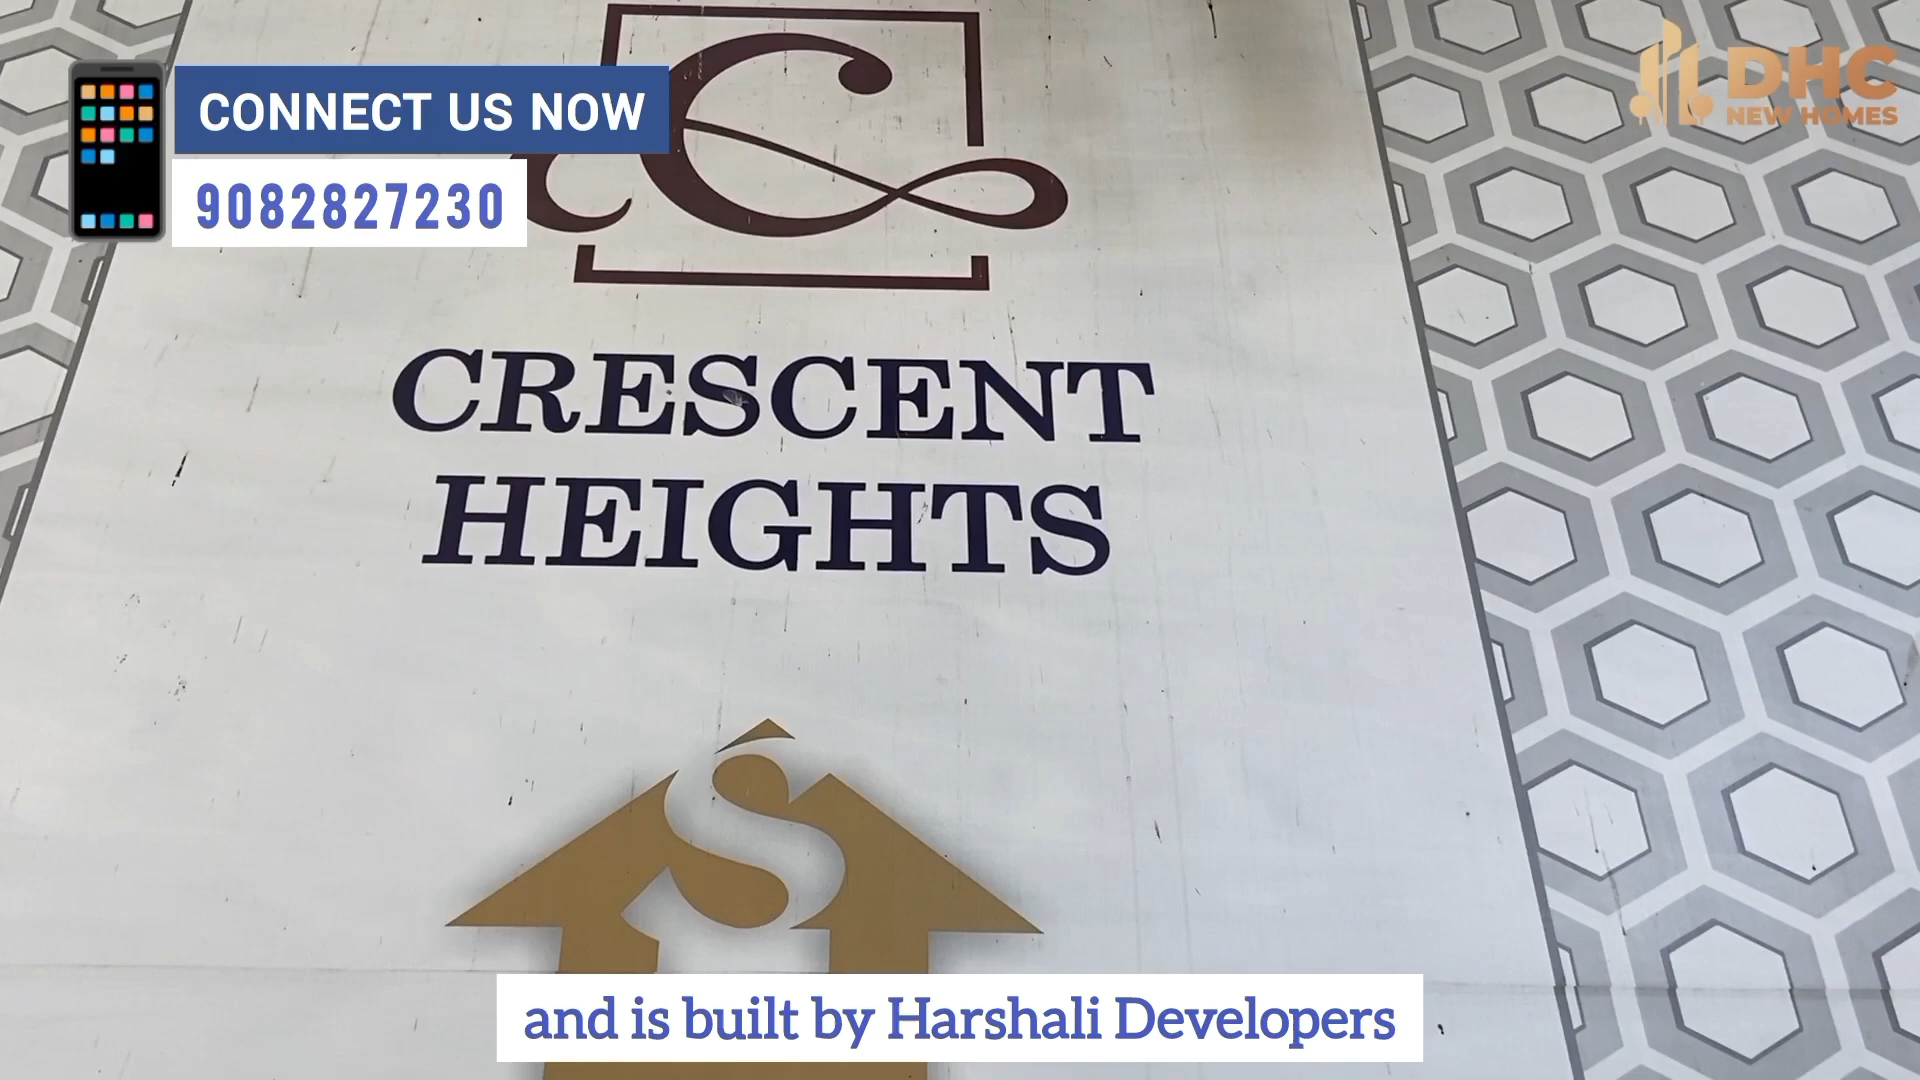 CONNECT US NOW
9082827230
DHC
NEW HOMES
CRESCENT
HEIGHTS
and is built by Harshali Developers